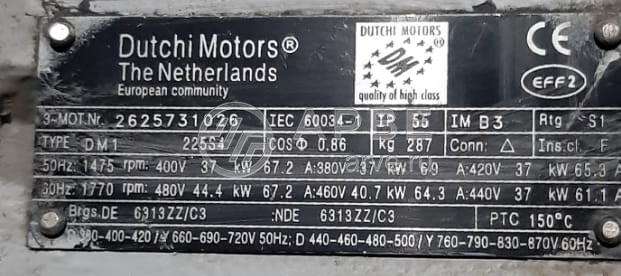 Dutchi Motors®
The Netherlands
European community
DUTCHI MOTORS
DM
quality of high class
CE
EFF2
3-MOT.Nr. 2625731026 IEC 60034-1 IP 55 IM B3 Rtg S1
TYPE DM1 225S4 COSΦ 0.86 kg 287 Conn: △ Ins.cl. F
50Hz: 1475 rpm: 400V 37 kW 67.2 A:380V 37 kW 69 A:420V 37 kW 65.3 A
60Hz: 1770 rpm: 480V 44.4 kW 67.2 A:460V 40.7 kW 64.3 A:440V 37 kW 61.1 A
Brgs.DE 6313ZZ/C3 :NDE 6313ZZ/C3 PTC 150°C
D 380-400-420/Y 660-690-720V 50Hz; D 440-460-480-500/Y 760-790-830-870V 60Hz